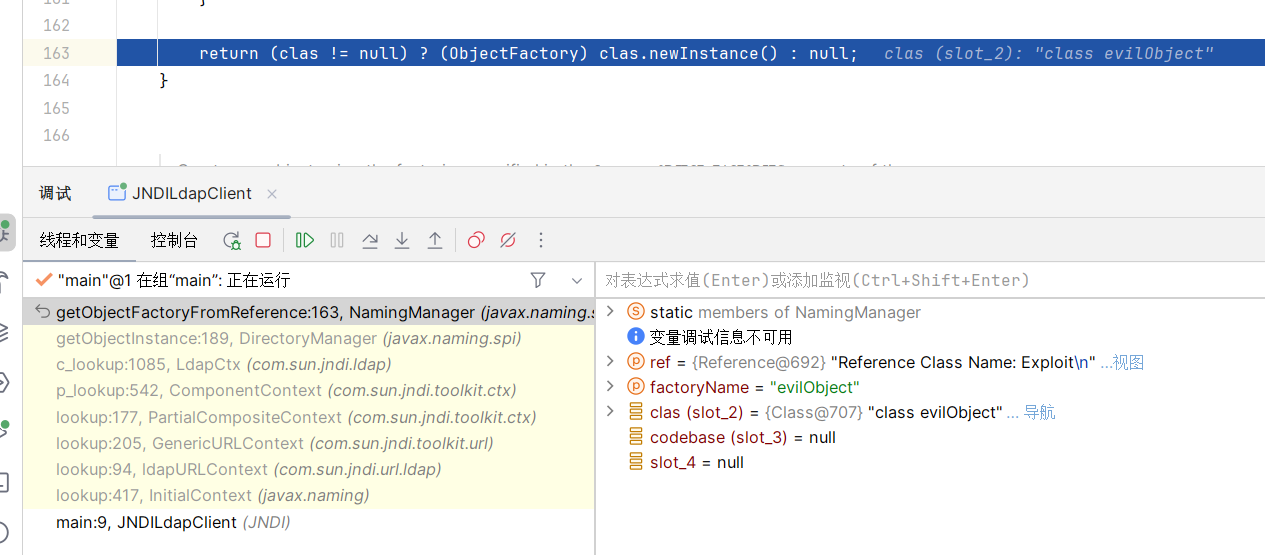 161 }
162
163 return (clas != null) ? (ObjectFactory) clas.newInstance() : null; clas (slot_2): "class evilObject"
164 }
165
166
调试 JNDILdapClient ×
线程和变量 控制台
"main"@1 在组“main”: 正在运行
对表达式求值(Enter)或添加监视(Ctrl+Shift+Enter)
getObjectFactoryFromReference:163, NamingManager (javax.naming.s
getObjectInstance:189, DirectoryManager (javax.naming.spi)
c_lookup:1085, LdapCtx (com.sun.jndi.ldap)
p_lookup:542, ComponentContext (com.sun.jndi.toolkit.ctx)
lookup:177, PartialCompositeContext (com.sun.jndi.toolkit.ctx)
lookup:205, GenericURLContext (com.sun.jndi.toolkit.url)
lookup:94, ldapURLContext (com.sun.jndi.url.ldap)
lookup:417, InitialContext (javax.naming)
main:9, JNDILdapClient (JNDI)
static members of NamingManager
变量调试信息不可用
ref = {Reference@692} "Reference Class Name: Exploit\n" ...视图
factoryName = "evilObject"
clas (slot_2) = {Class@707} "class evilObject" ... 导航
codebase (slot_3) = null
slot_4 = null